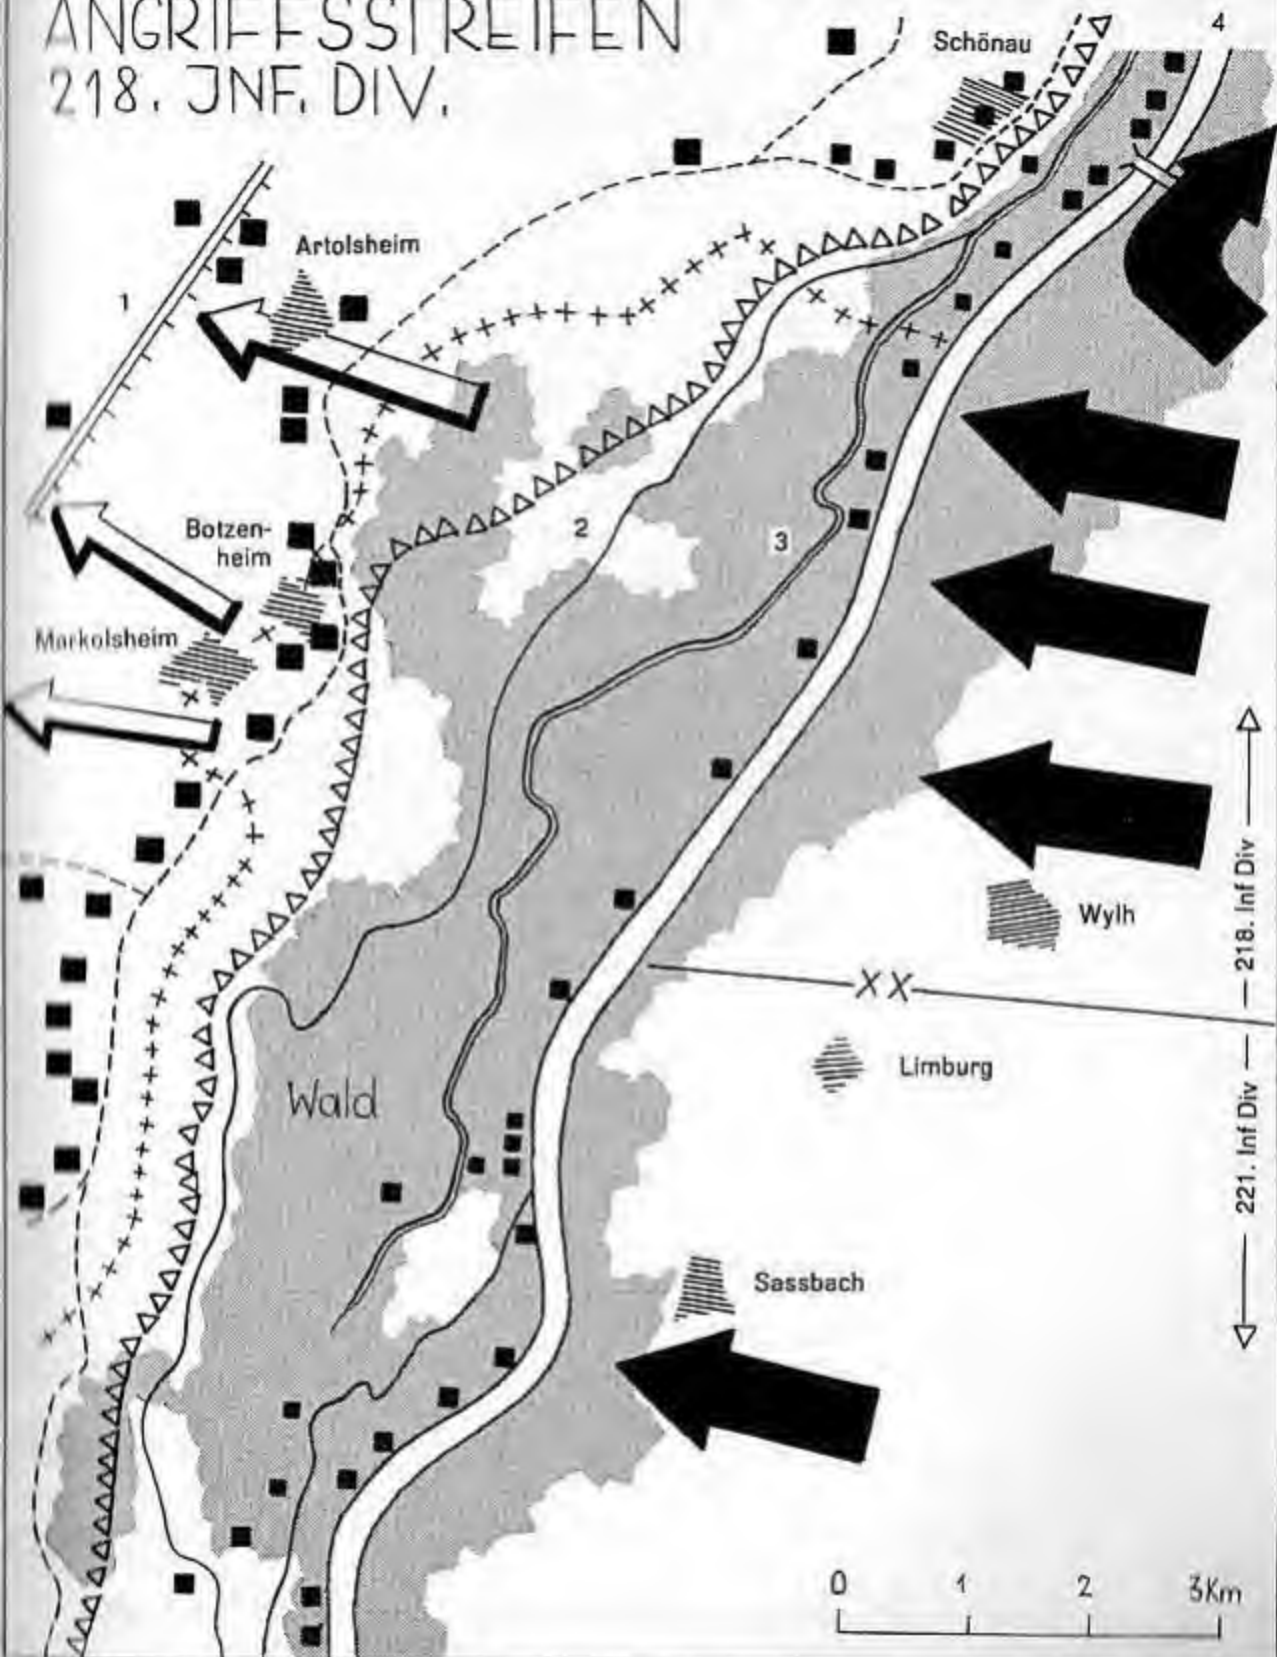 ANGRIFFSSTREIFEN
218. JNF. DIV.
4
Schönau
Artolsheim
1
Botzen-
heim
2
3
Markolsheim
218. Inf Div
221. Inf Div
Wylh
XX
Limburg
Wald
Sassbach
0 1 2 3Km